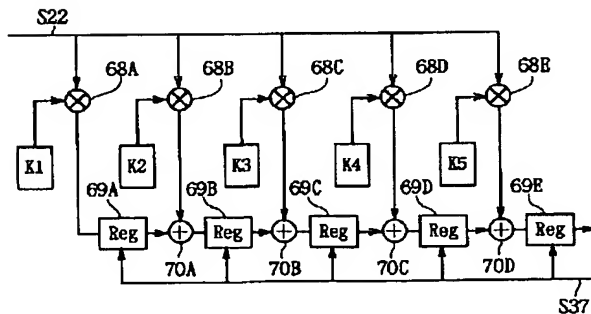 S22
68A 68B 68C 68D 68E
K1 K2 K3 K4 K5
69A 69B 69C 69D 69E
Reg Reg Reg Reg Reg
70A 70B 70C 70D
S37